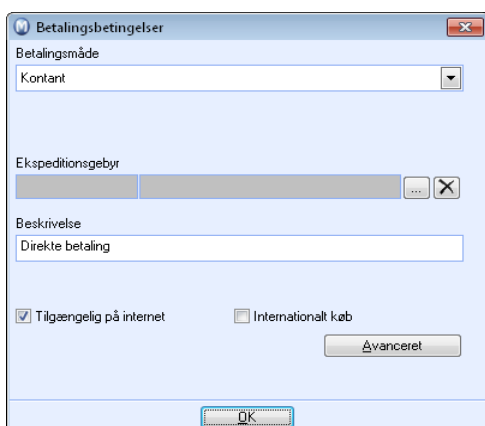 Betalingsbetingelser
Betalingsmåde
Kontant
Ekspeditionsgebyr
...
Beskrivelse
Direkte betaling
Tilgængelig på internet Internationalt køb
Avanceret
OK